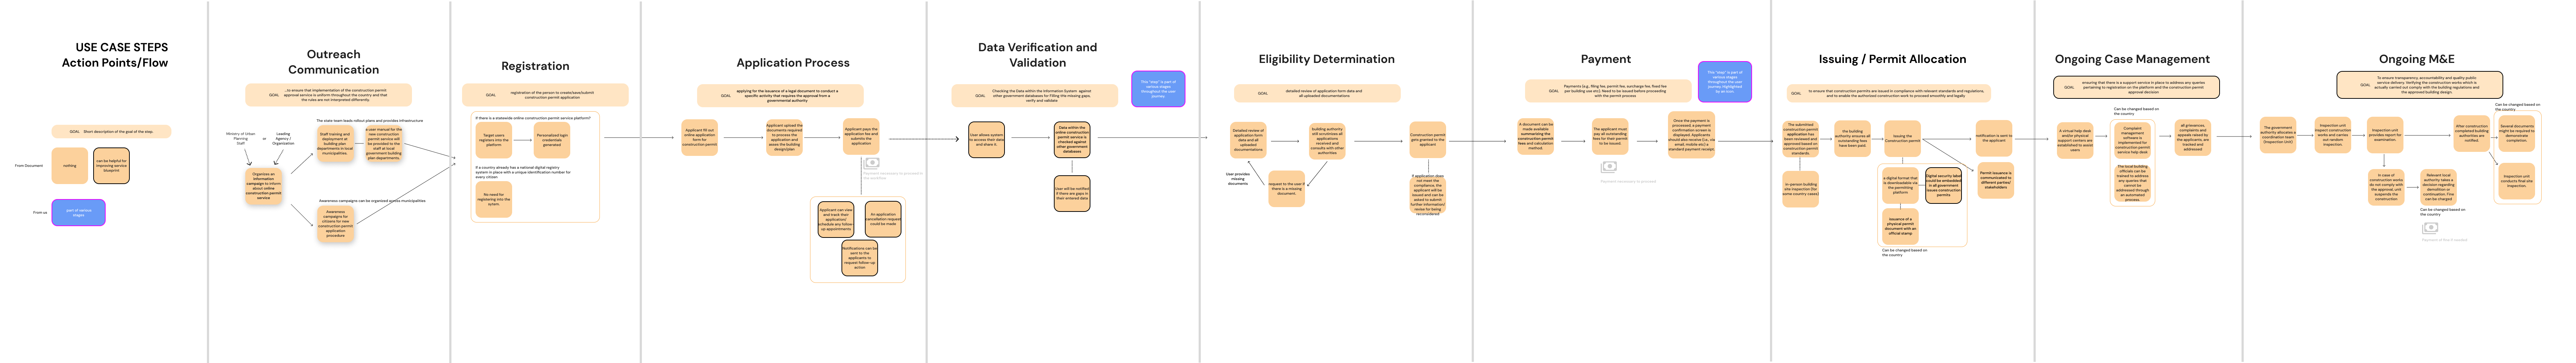 USE CASE STEPS
Action Points/Flow
GOAL
Short description of the goal of the step.
From Document
nothing
can be helpful for
improving service
blueprint
From us
part of various
stages
Outreach
Communication
GOAL
to ensure that implementation of the construction permit
approval service is uniform throughout the country and that
the rules are not interpreted differently.
The state team leads rollout plans and provides infrastructure
Ministry of Urban
Planning
Staff
or
Leading
Agency /
Organization
Organizes an
information
campaign to inform
about online
construction permit
service
Staff training and
deployment at
building plan
departments in local
municipalities.
a user manual for the
new construction
permit service will
be provided to the
staff at local
government building
plan departments.
Awareness campaigns can be organized across municipalities
Awareness
campaigns for
citizens for new
construction permit
application
procedure
Registration
GOAL
registration of the person to create/save/submit
construction permit application
If there is a statewide online construction permit service platform?
Target users
registers into the
platform
Personalized login
credentials
generated
If a country already has a national digital registry
system in place with a unique identification number for
every citizen
No need for
registering into the
sytem
Application Process
GOAL
applying for the issuance of a legal document to conduct a
specific activity that requires the approval from a
governmental authority
Applicant fill out
online application
form for
construction permit
Applicant upload the
documents required
to process the
application and
assess the building
design/plan
Applicant pays the
application fee and
submits the
application
Payment necessary to proceed in
the workflow
Applicant can view
and track their
application/
schedule any follow
up appointments
An application
cancellation request
could be made
Notifications can be
sent to the
applicants to
request follow-up
action
Data Verification and
Validation
GOAL
Checking the Data within the Information System against
other government databases for Filling the missing gaps,
verify and validate
This "step" is part of
various stages
throughout the user
journey
User allows system
to access their data
and share it.
Data within the
online construction
permit service is
checked against
other government
databases
User will be notified
if there are gaps in
their entered data
Eligibility Determination
GOAL
detailed review of application form data and
all uploaded documentations
Detailed review of
application form
data and all
uploaded
documentations
building authority
will scrutinize all
applications
received and
consults with other
authorities.
User provides
missing
documents
request to the user if
there is a missing
document.
Construction permit
gets granted to the
applicant
If application does
not meet the
compliance, the
applicant will be
issued and can be
asked to submit
further information/
revise for being
reconsidered
Payment
GOAL
Payments (e.g., filing fee, permit fee, surcharge fee, fixed fee
per building use etc). Need to be issued before proceeding
with the permit process
This "step" is part of
various stages
throughout the user
journey highlighted
by an icon.
A document can be
made available
summarising the
construction permit
fees and calculation
method.
The applicant must
pay all outstanding
fees for their permit
to be issued.
Once the payment is
processed, a payment
confirmation screen is
displayed. Applicants
should also receive (i.e., via
email, mobile etc) a
standard payment receipt.
Payment necessary to proceed
Issuing / Permit Allocation
GOAL
to ensure that construction permits are issued in compliance with relevant standards and regulations,
and to enable the authorised construction work to proceed smoothly and legally
The submitted
construction permit
application has
been reviewed and
approved based on
construction permit
standards.
the building
authority ensures all
outstanding fees
have been paid.
Issuing the
Construction permit
notification is sent to
the applicant
in-person building
site inspection (for
some country cases)
a digital format
is downloadable via
the permitting
platform
Digital security label
could be embedded
in all government
issues construction
permits
Permit issuance is
communicated to
different parties/
stakeholders
issuance of a
physical permit
document with an
official stamp
Can be changed based on
the country
Ongoing Case Management
GOAL
ensuring that there is a support service in place to address any queries
pertaining to registration on the platform and the construction permit
approval decision
Can be changed based on
the country
A virtual help desk
and/or physical
support centers are
established to assist
users
Complaint
management
software is
implemented for
construction permit
service help desk
all grievances,
complaints and
appeals raised by
the applicants, are
tracked and
addressed
The local building
officials can be
trained to address
any queries that
cannot be
addressed through
an automated
process.
Ongoing M&E
GOAL
To ensure transparency, accountability and quality public
service delivery. Verifying the construction works which is
actually carried out comply with the building regulations and
the approved building design.
Can be changed based on
the country
The government
authority allocates a
coordination team
(Inspection Unit)
Inspection unit
inspect construction
works and carries
out random
inspection.
Inspection unit
provides report for
examination.
After construction
completed building
authorities are
notified.
Several documents
might be required to
demonstrate
completion.
In case of
construction works
do not comply with
the approval, unit
suspends the
construction
Relevant local
authority takes a
decision regarding
demolition or
continuation. Fine
can be charged
Inspection unit
conducts final site
inspection.
Can be changed based on
the country